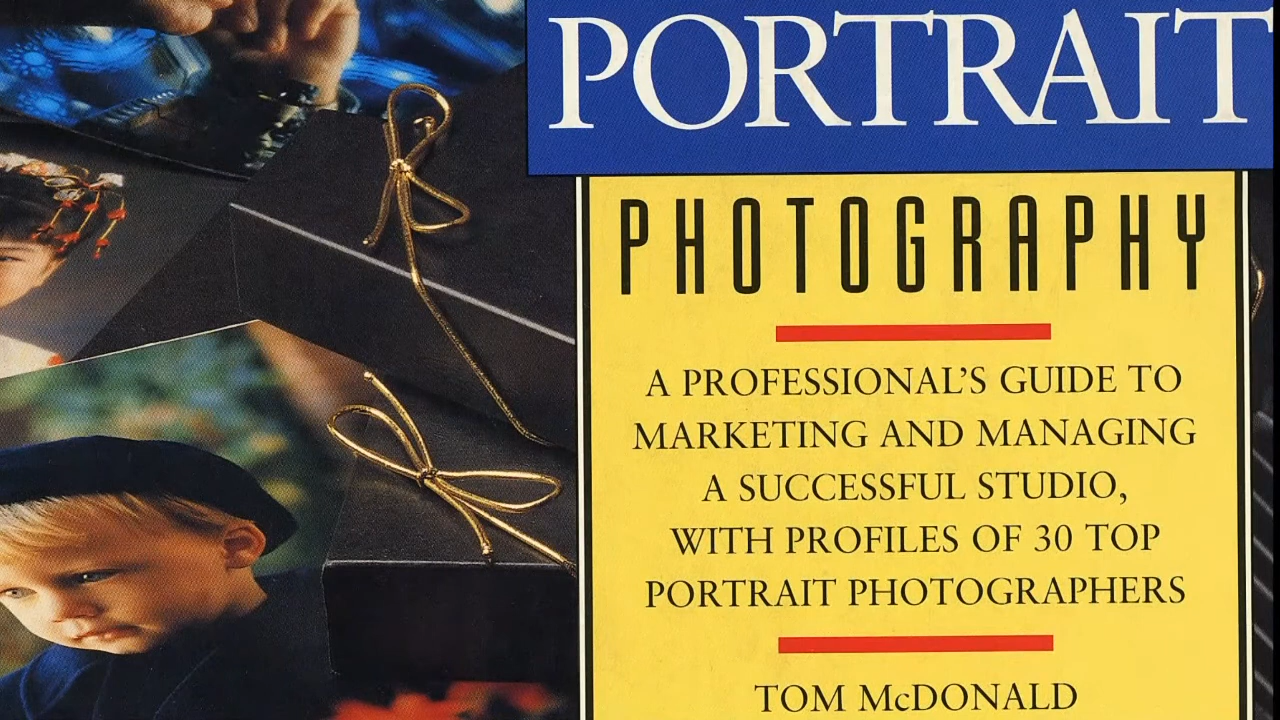 PORTRAIT
PHOTOGRAPHY
A PROFESSIONAL'S GUIDE TO
MARKETING AND MANAGING
A SUCCESSFUL STUDIO,
WITH PROFILES OF 30 TOP
PORTRAIT PHOTOGRAPHERS
TOM McDONALD